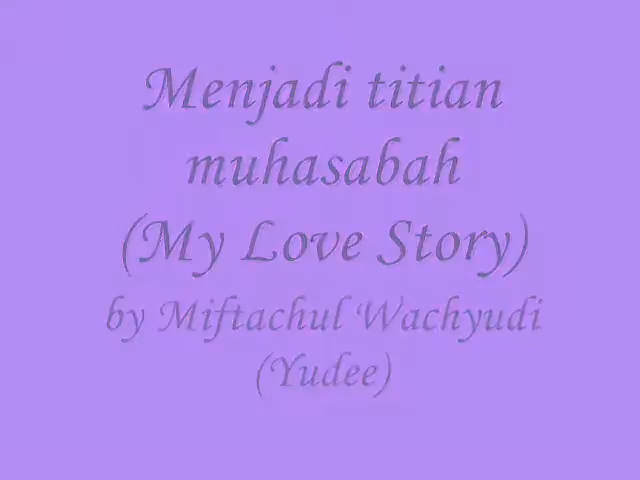 Menjadi titian
muhasabah
(My Love Story)
by Miftachul Wachyudi
(Yudee)